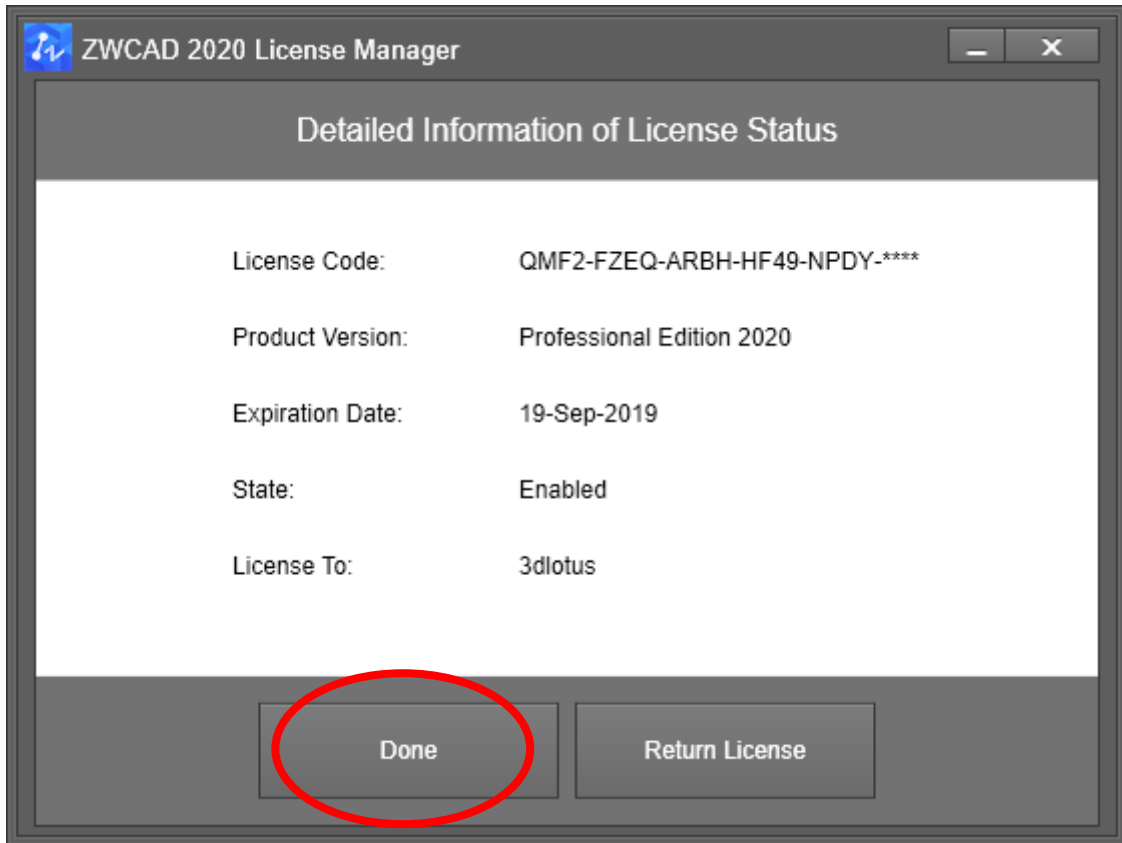 ZWCAD 2020 License Manager
Detailed Information of License Status
License Code: QMF2-FZEQ-ARBH-HF49-NPDY-****
Product Version: Professional Edition 2020
Expiration Date: 19-Sep-2019
State: Enabled
License To: 3dlotus
Done Return License